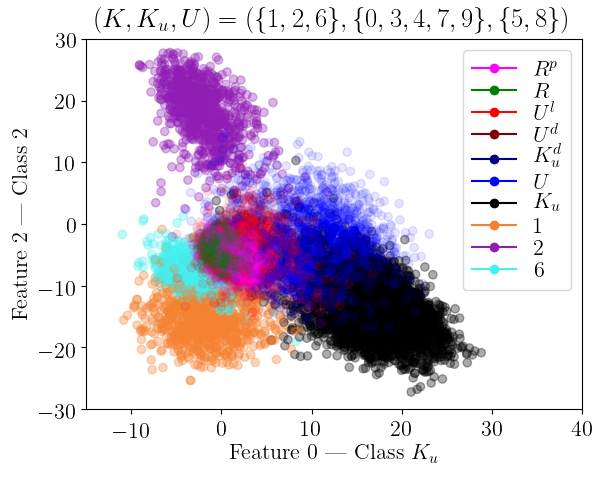 (K, K_u, U) = ({1, 2, 6}, {0, 3, 4, 7, 9}, {5, 8})
30
20
10
0
−10
−20
−30
Feature 2 — Class 2
R^p
R
U^l
U^d
K_u^d
U
K_u
1
2
6
−10 0 10 20 30 40
Feature 0 — Class K_u